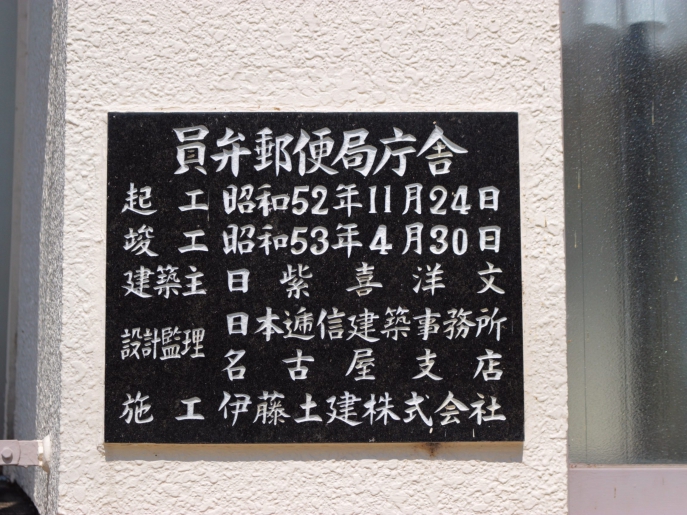 員弁郵便局庁舎
起工 昭和52年11月24日
竣工 昭和53年4月30日
建築主 日紫喜洋文
設計監理 日本逓信建築事務所
名古屋支店
施工 伊藤土建株式会社